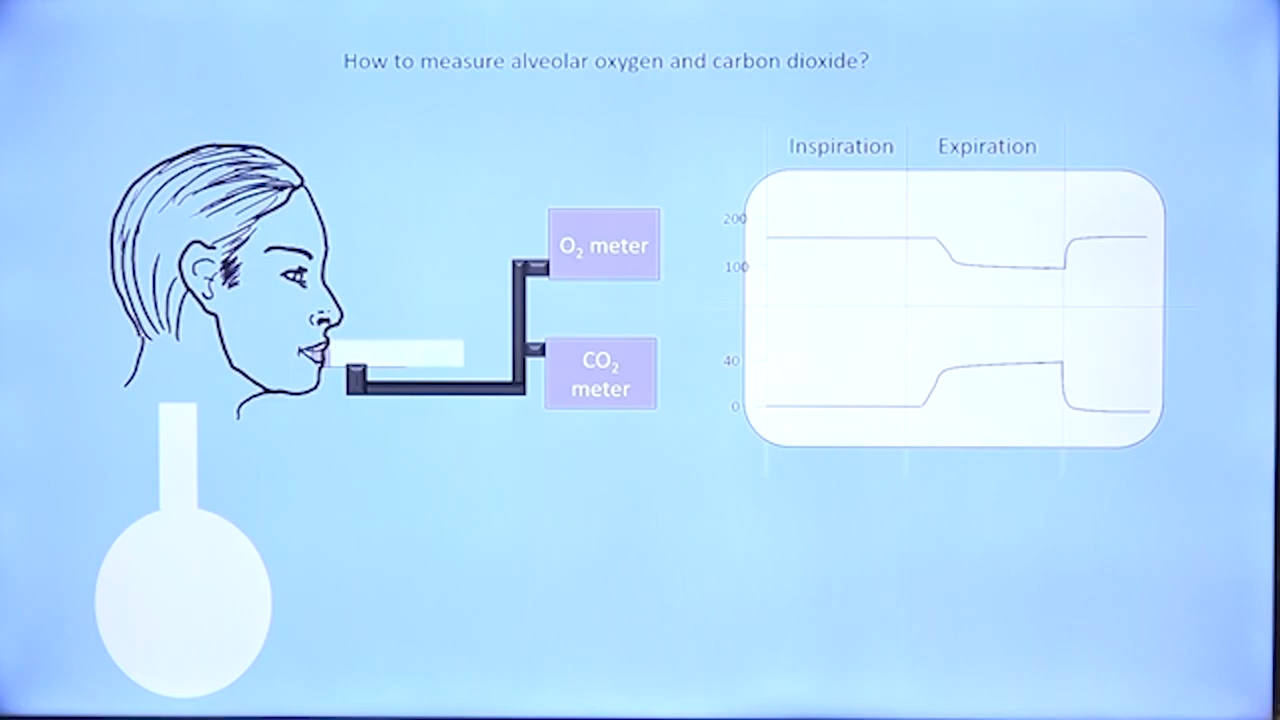 How to measure alveolar oxygen and carbon dioxide?
Inspiration
Expiration
O₂ meter
CO₂
meter
200
100
40
0